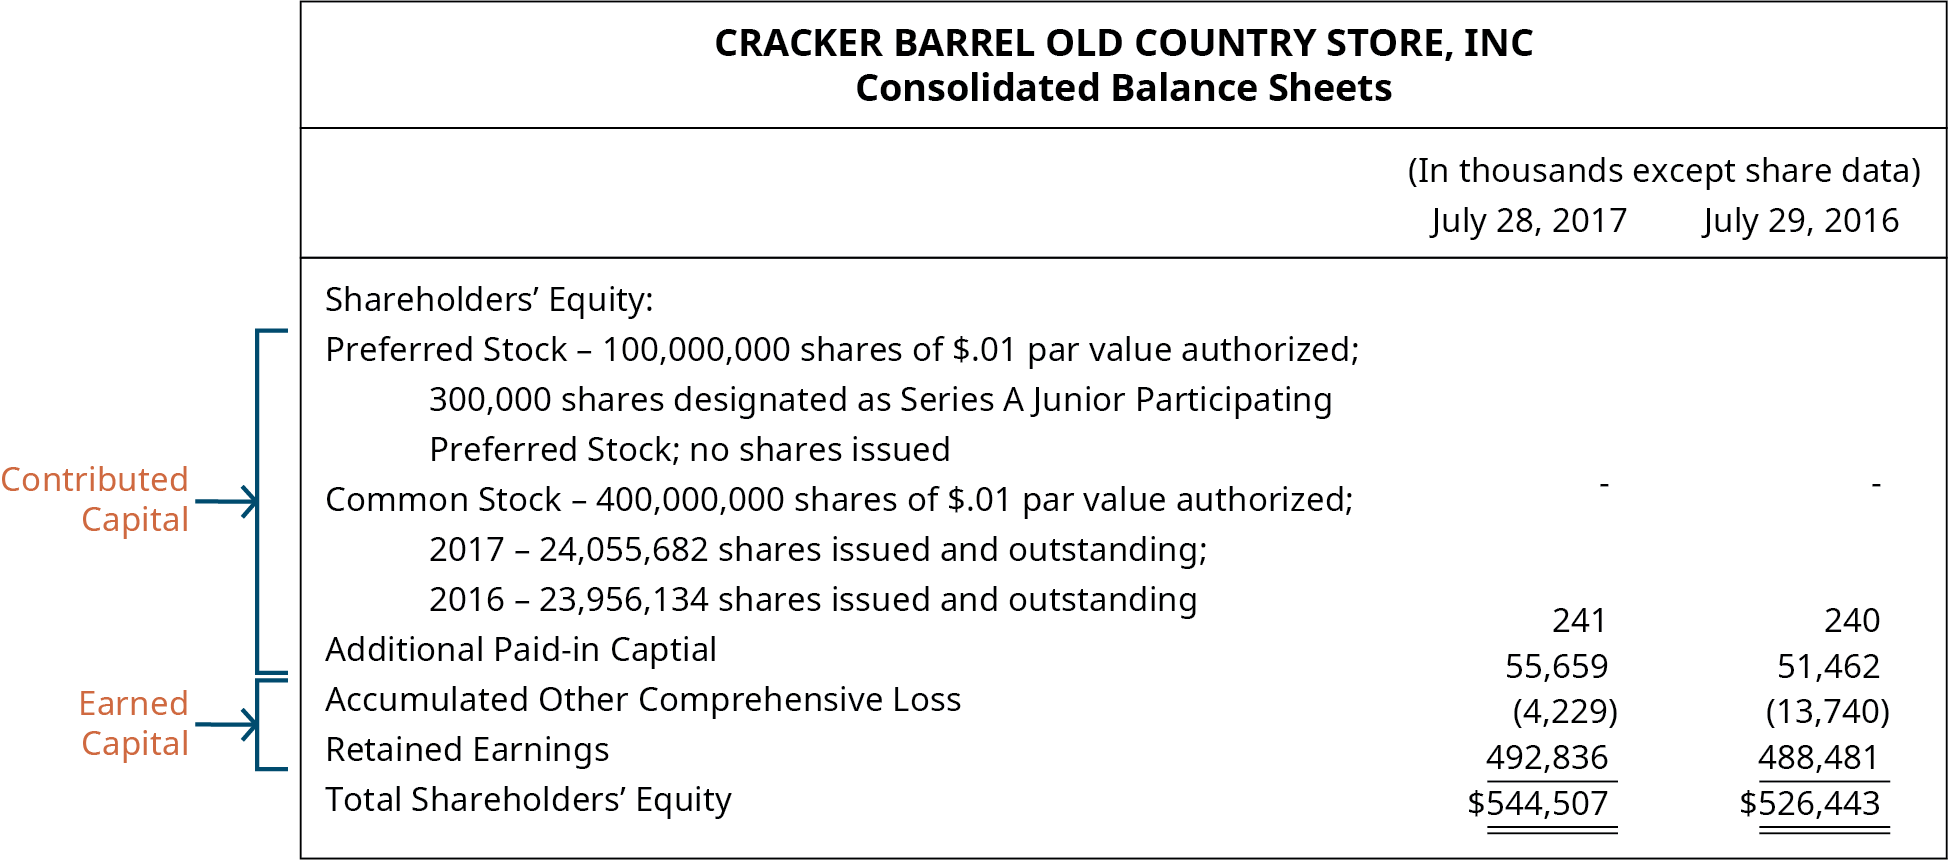 CRACKER BARREL OLD COUNTRY STORE, INC
Consolidated Balance Sheets
(In thousands except share data)
July 28, 2017 July 29, 2016
Shareholders’ Equity:
Preferred Stock – 100,000,000 shares of $.01 par value authorized;
300,000 shares designated as Series A Junior Participating
Preferred Stock; no shares issued - -
Contributed
Capital
Common Stock – 400,000,000 shares of $.01 par value authorized;
2017 – 24,055,682 shares issued and outstanding;
2016 – 23,956,134 shares issued and outstanding 241 240
Additional Paid-in Captial 55,659 51,462
Earned
Capital
Accumulated Other Comprehensive Loss (4,229) (13,740)
Retained Earnings 492,836 488,481
Total Shareholders’ Equity $544,507 $526,443